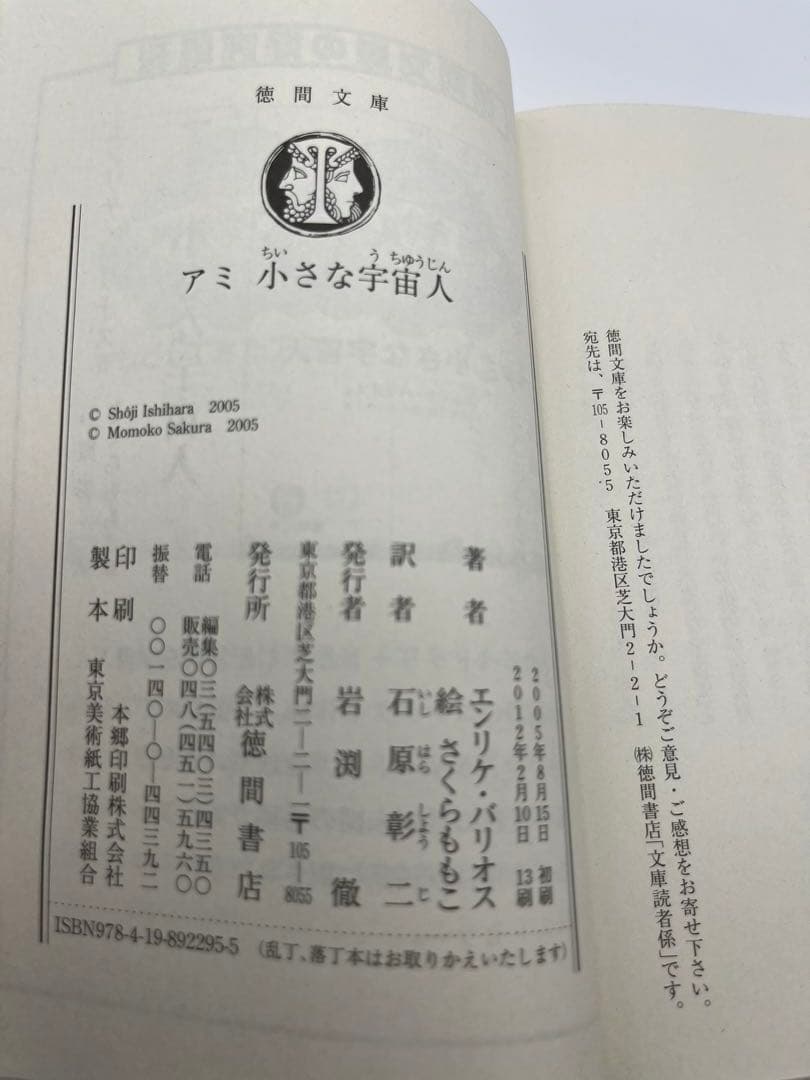 徳間文庫
アミ 小さな宇宙人
ちい う ちゅうじん
© Shôji Ishihara 2005
© Momoko Sakura 2005
2005年8月15日 初刷
2012年2月10日 13刷
著者 エンリケ・バリオス
絵 さくらももこ
訳者 石原彰二
いし はら しょう じ
発行者 岩渕徹
東京都港区芝大門二―二―一〒105―8055
発行所 株式会社徳間書店
電話 編集〇三(五四〇三)四三五〇
販売〇四八(四五一)五九六〇
振替 〇〇一四〇―〇―四四三九二
印刷 本郷印刷株式会社
製本 東京美術紙工協業組合
ISBN978-4-19-892295-5 (乱丁、落丁本はお取りかえいたします)
徳間文庫をお楽しみいただけましたでしょうか。どうぞご意見・ご感想をお寄せ下さい。
宛先は、〒105-8055 東京都港区芝大門2-2-1 ㈱徳間書店「文庫読者係」です。